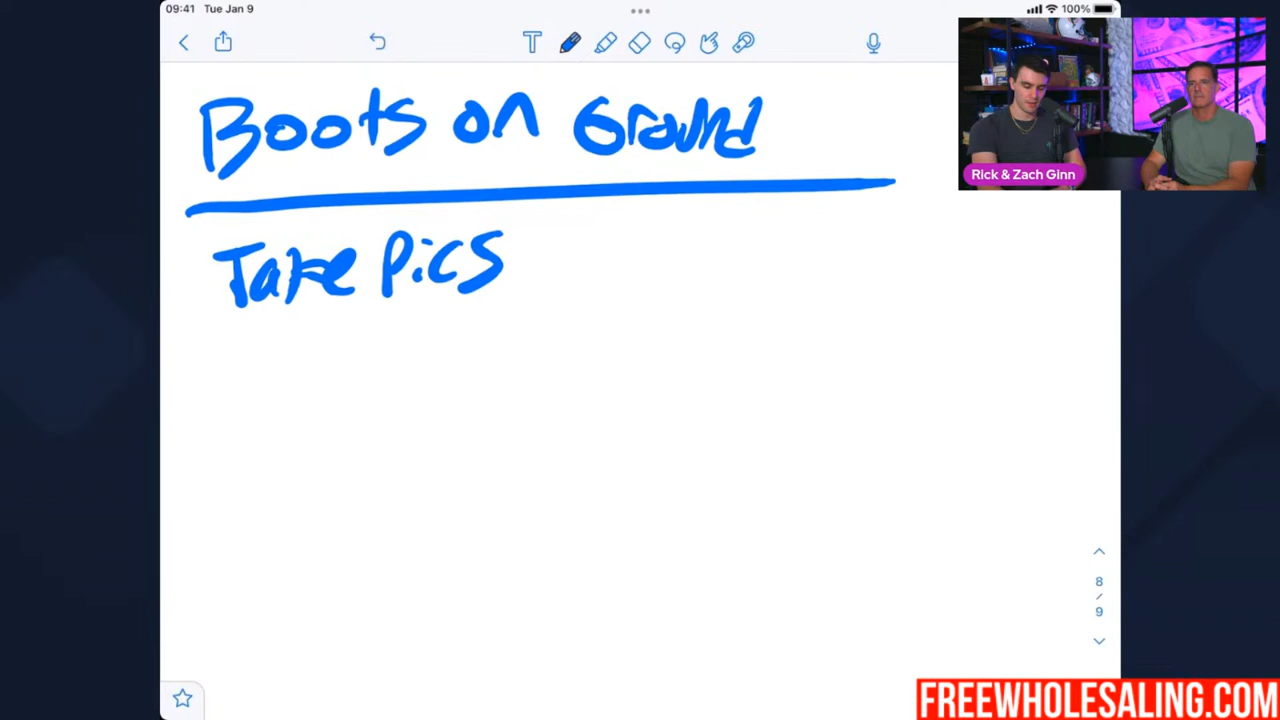 09:41 Tue Jan 9
100%
T
Boots on Ground
Take Pics
Rick & Zach Ginn
8
/
9
FREEWHOLESALING.COM